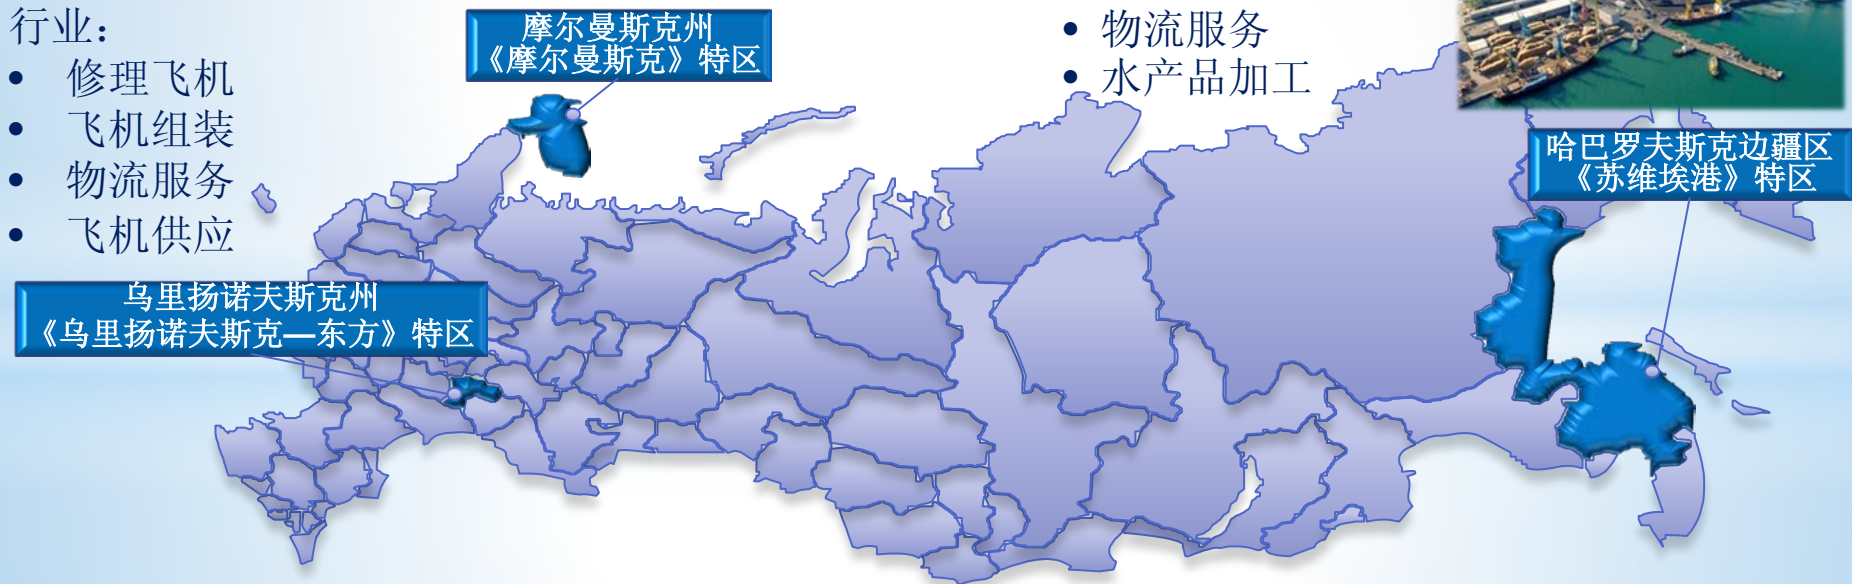 行业：
• 修理飞机
• 飞机组装
• 物流服务
• 飞机供应
摩尔曼斯克州
《摩尔曼斯克》特区
• 物流服务
• 水产品加工
哈巴罗夫斯克边疆区
《苏维埃港》特区
乌里扬诺夫斯克州
《乌里扬诺夫斯克—东方》特区